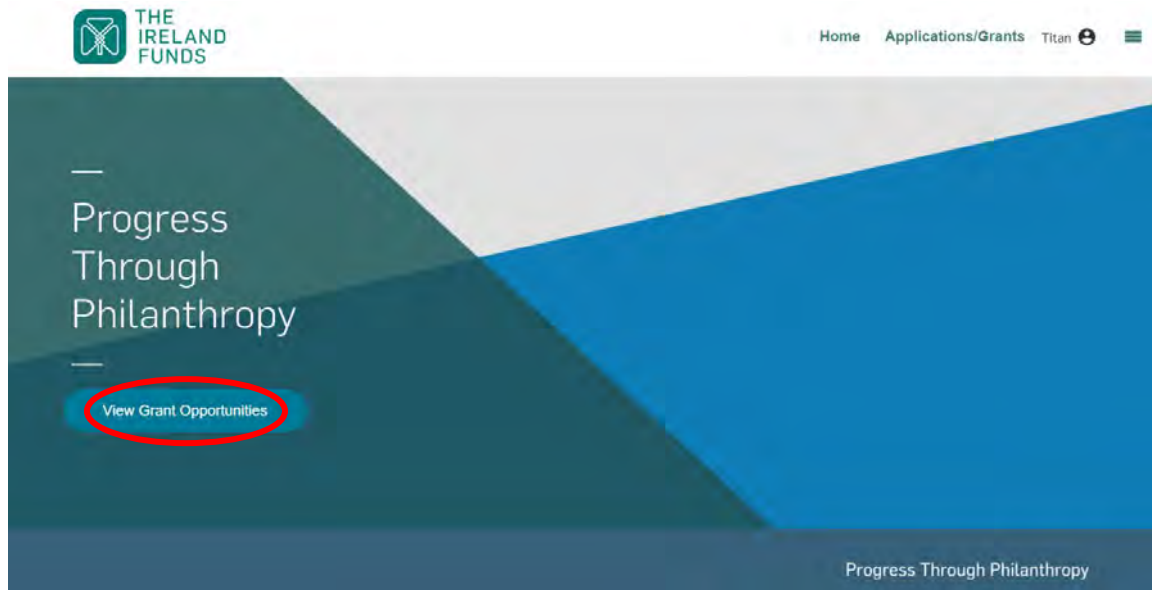 THE
IRELAND
FUNDS
Home Applications/Grants Titan
Progress
Through
Philanthropy
View Grant Opportunities
Progress Through Philanthropy